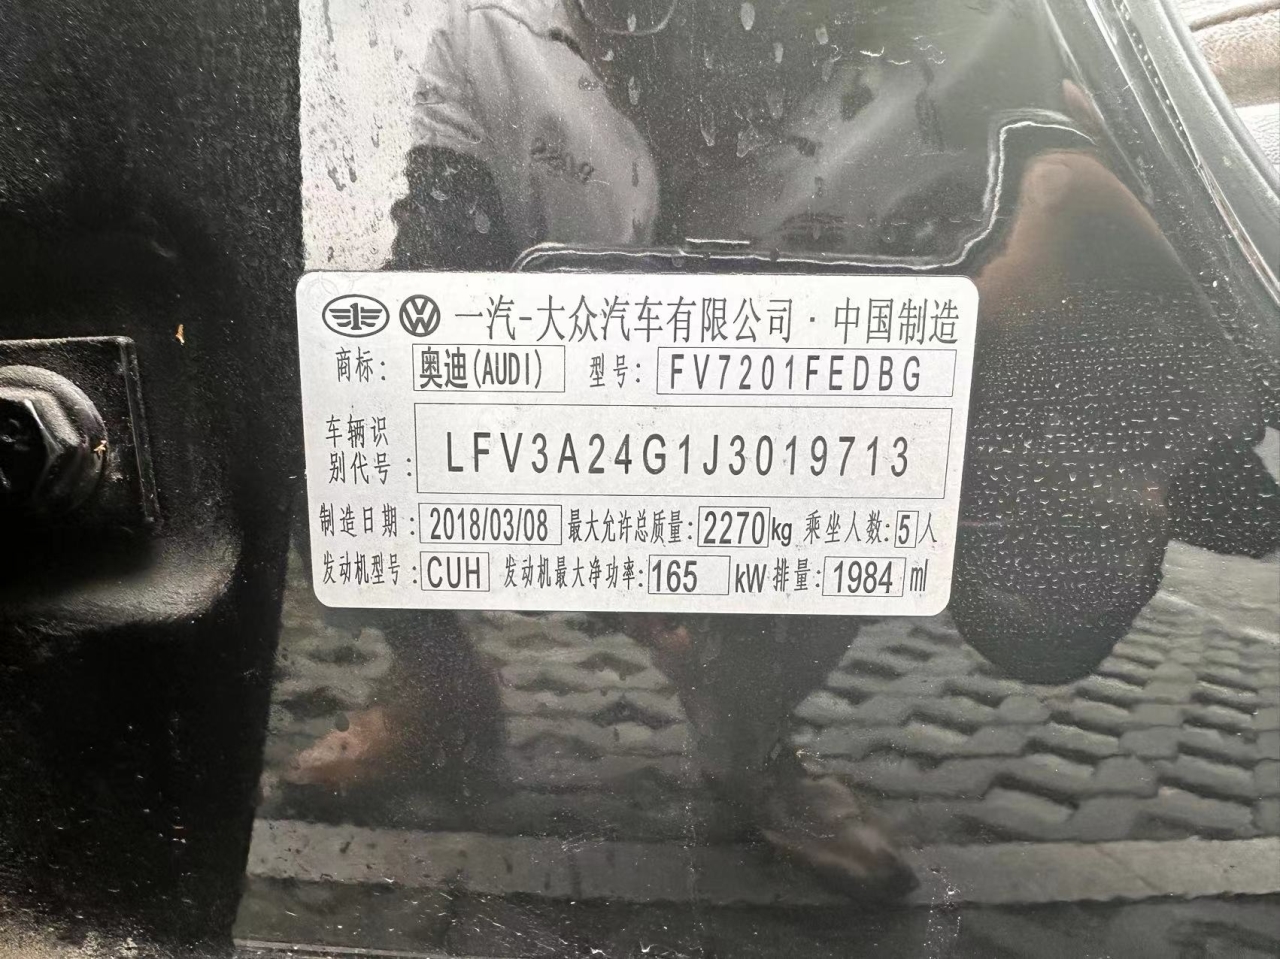 一汽-大众汽车有限公司·中国制造
商标: 奥迪(AUDI) 型号: FV7201FEDBG
车辆识别代号: LFV3A24G1J3019713
制造日期: 2018/03/08 最大允许总质量: 2270kg 乘坐人数: 5人
发动机型号: CUH 发动机最大净功率: 165 kW 排量: 1984 ml